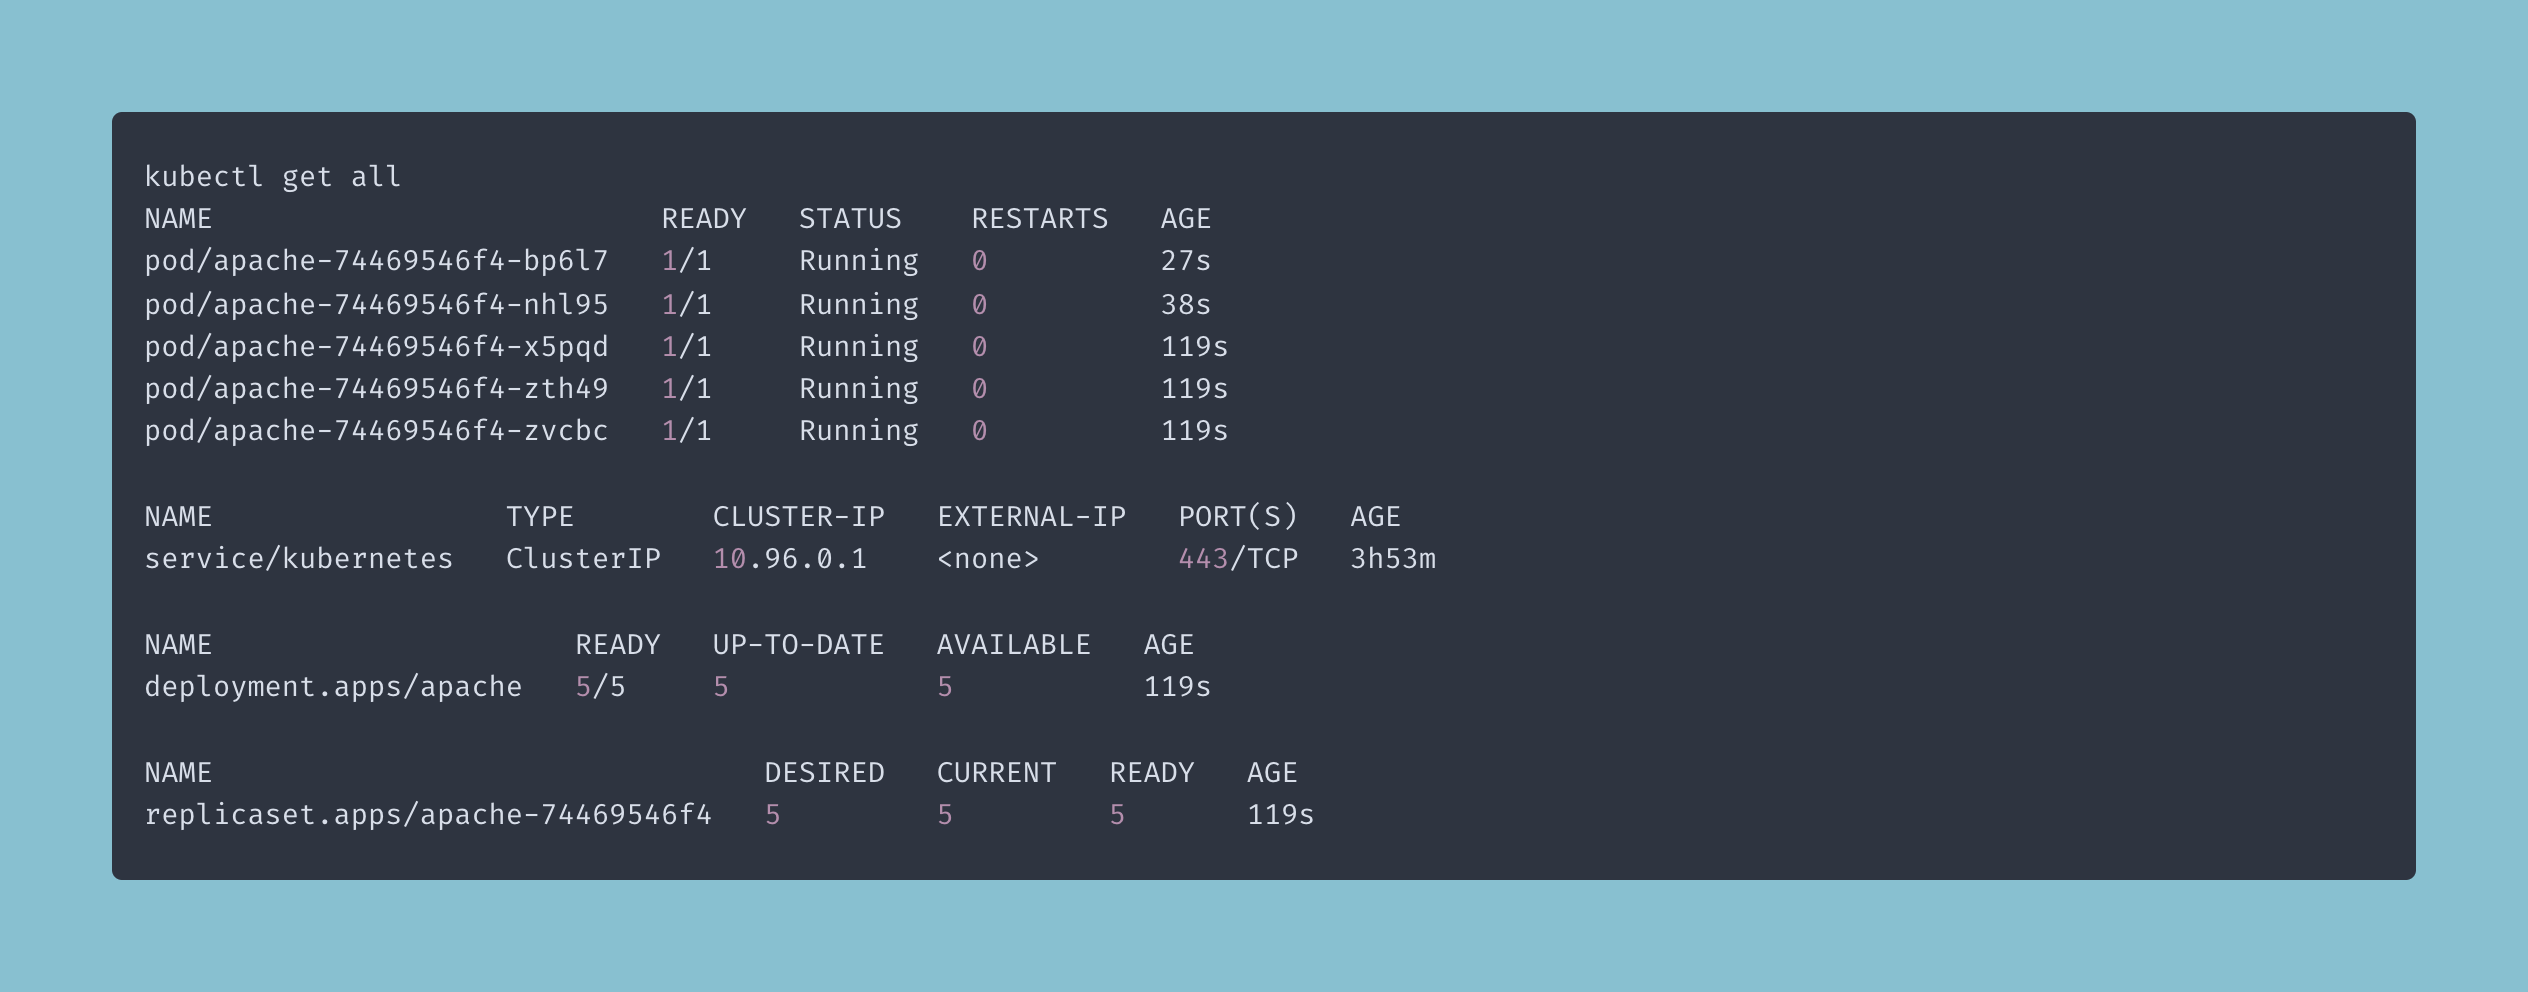 kubectl get all
NAME                              READY   STATUS    RESTARTS   AGE
pod/apache-74469546f4-bp6l7   1/1     Running   0          27s
pod/apache-74469546f4-nhl95   1/1     Running   0          38s
pod/apache-74469546f4-x5pqd   1/1     Running   0          119s
pod/apache-74469546f4-zth49   1/1     Running   0          119s
pod/apache-74469546f4-zvcbc   1/1     Running   0          119s

NAME                 TYPE        CLUSTER-IP   EXTERNAL-IP   PORT(S)   AGE
service/kubernetes   ClusterIP   10.96.0.1    <none>        443/TCP   3h53m

NAME                     READY   UP-TO-DATE   AVAILABLE   AGE
deployment.apps/apache   5/5     5            5           119s

NAME                                DESIRED   CURRENT   READY   AGE
replicaset.apps/apache-74469546f4   5         5         5       119s